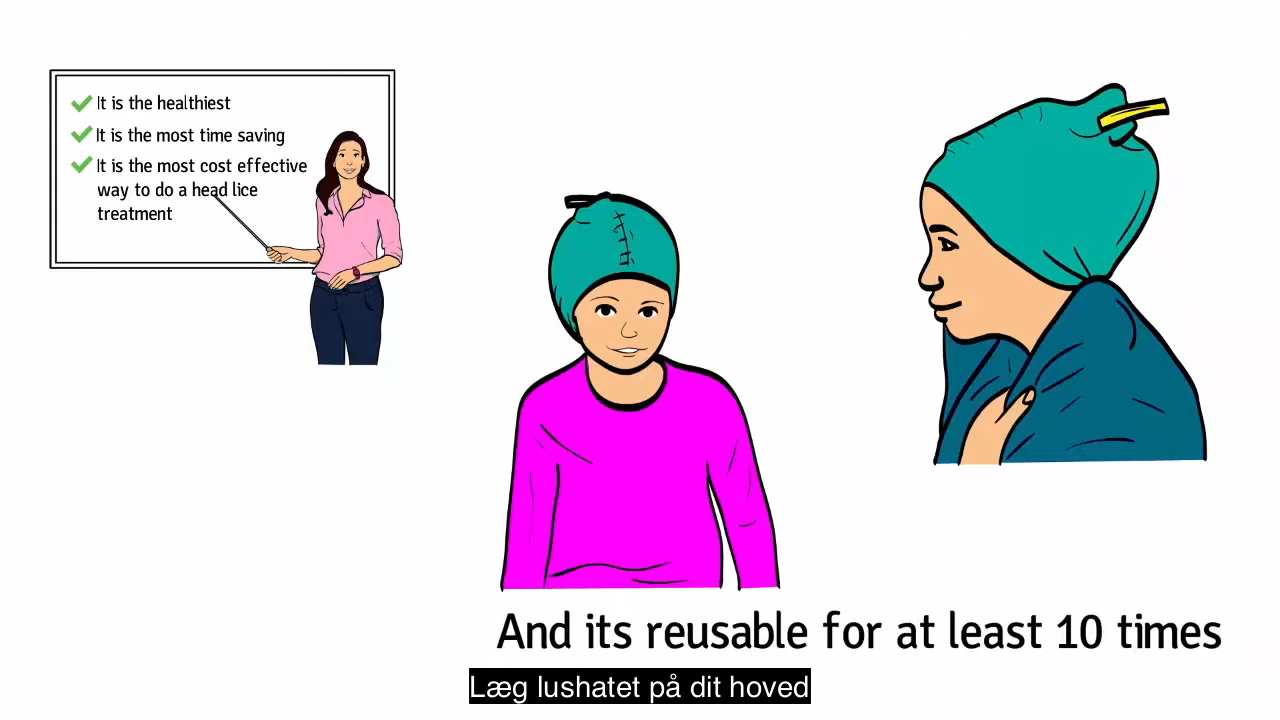 It is the healthiest
It is the most time saving
It is the most cost effective
way to do a head lice
treatment
And its reusable for at least 10 times
Læg lushatet på dit hoved